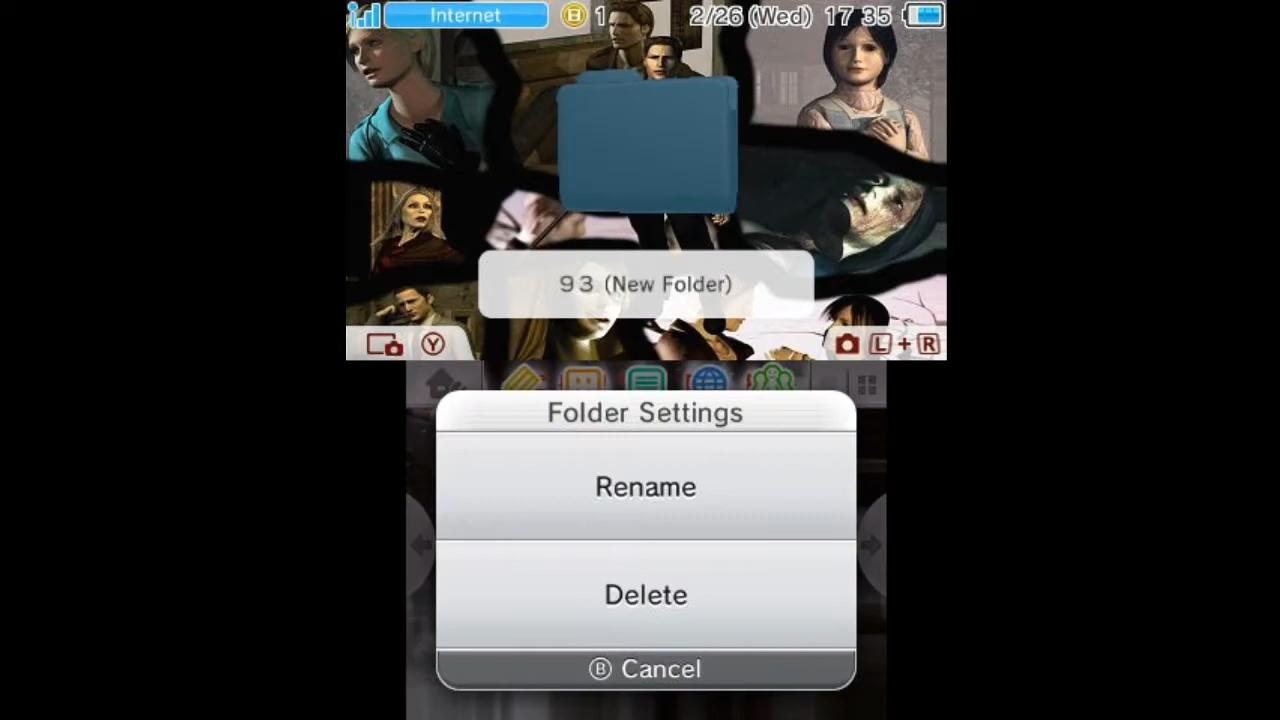 Internet 1 2/26 (Wed) 17 35
93 (New Folder)
Y L + R
Folder Settings
Rename
Delete
B Cancel